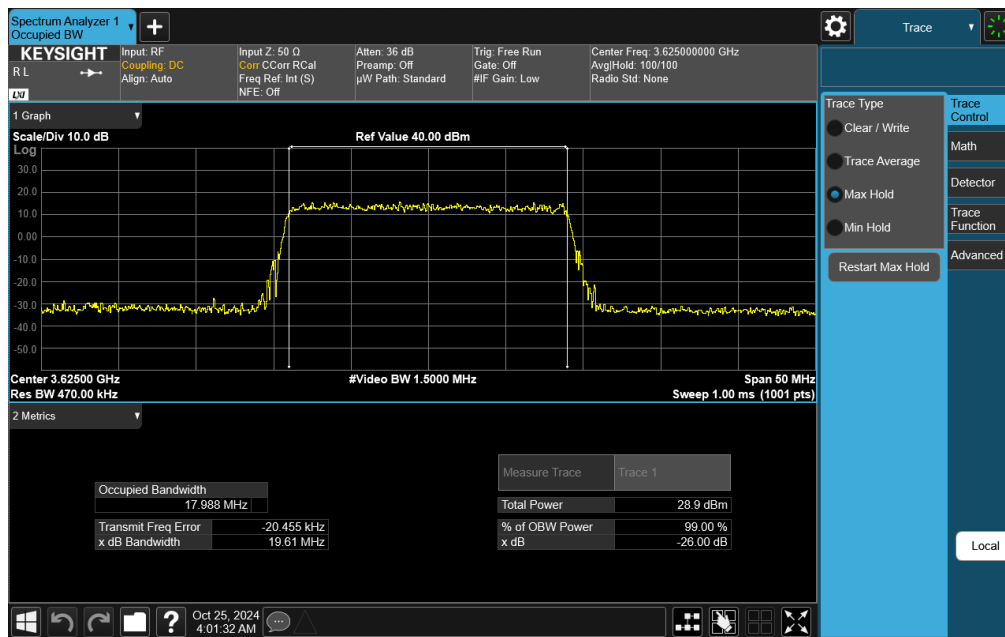 Spectrum Analyzer 1
Occupied BW
Trace
KEYSIGHT
R L
LXI
Input: RF
Coupling: DC
Align: Auto
Input Z: 50 Ω
Corr CCorr RCal
Freq Ref: Int (S)
NFE: Off
Atten: 36 dB
Preamp: Off
µW Path: Standard
Trig: Free Run
Gate: Off
#IF Gain: Low
Center Freq: 3.625000000 GHz
Avg|Hold: 100/100
Radio Std: None
1 Graph
Scale/Div 10.0 dB
Ref Value 40.00 dBm
Log
30.0
20.0
10.0
0.00
-10.0
-20.0
-30.0
-40.0
-50.0
Center 3.62500 GHz
#Video BW 1.5000 MHz
Span 50 MHz
Res BW 470.00 kHz
Sweep 1.00 ms (1001 pts)
2 Metrics
Measure Trace
Trace 1
Occupied Bandwidth
17.988 MHz
Total Power
28.9 dBm
Transmit Freq Error
-20.455 kHz
% of OBW Power
99.00 %
x dB Bandwidth
19.61 MHz
x dB
-26.00 dB
Trace Type
Clear / Write
Trace Average
Max Hold
Min Hold
Restart Max Hold
Trace
Control
Math
Detector
Trace
Function
Advanced
Local
?
Oct 25, 2024
4:01:32 AM